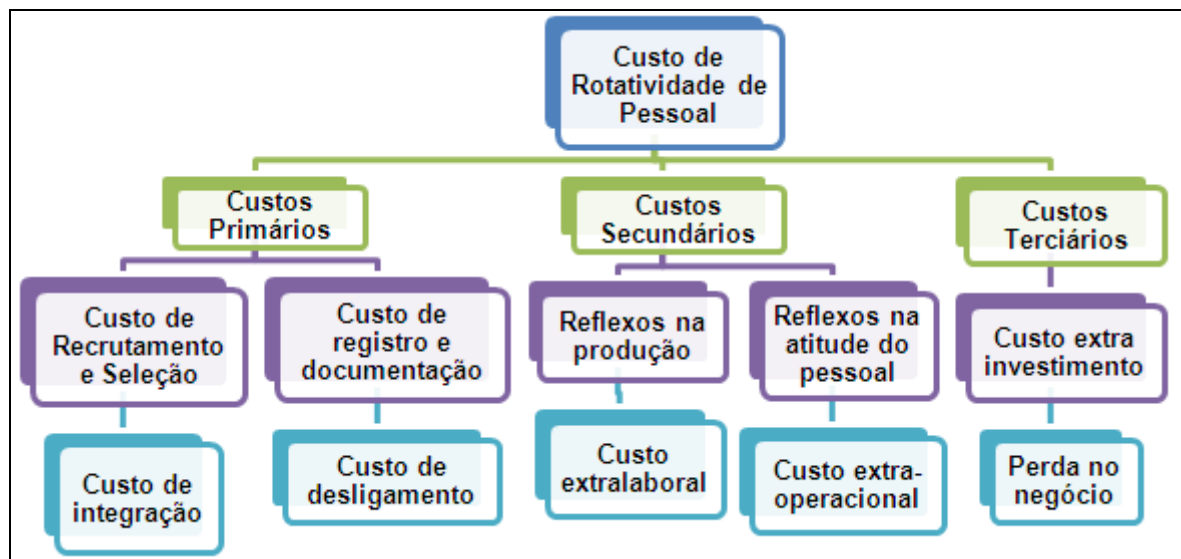 Custo de
Rotatividade de
Pessoal
Custos
Primários
Custos
Secundários
Custos
Terciários
Custo de
Recrutamento
e Seleção
Custo de
registro e
documentação
Reflexos na
produção
Reflexos na
atitude do
pessoal
Custo extra
investimento
Custo de
integração
Custo de
desligamento
Custo
extralaboral
Custo extra-
operacional
Perda no
negócio